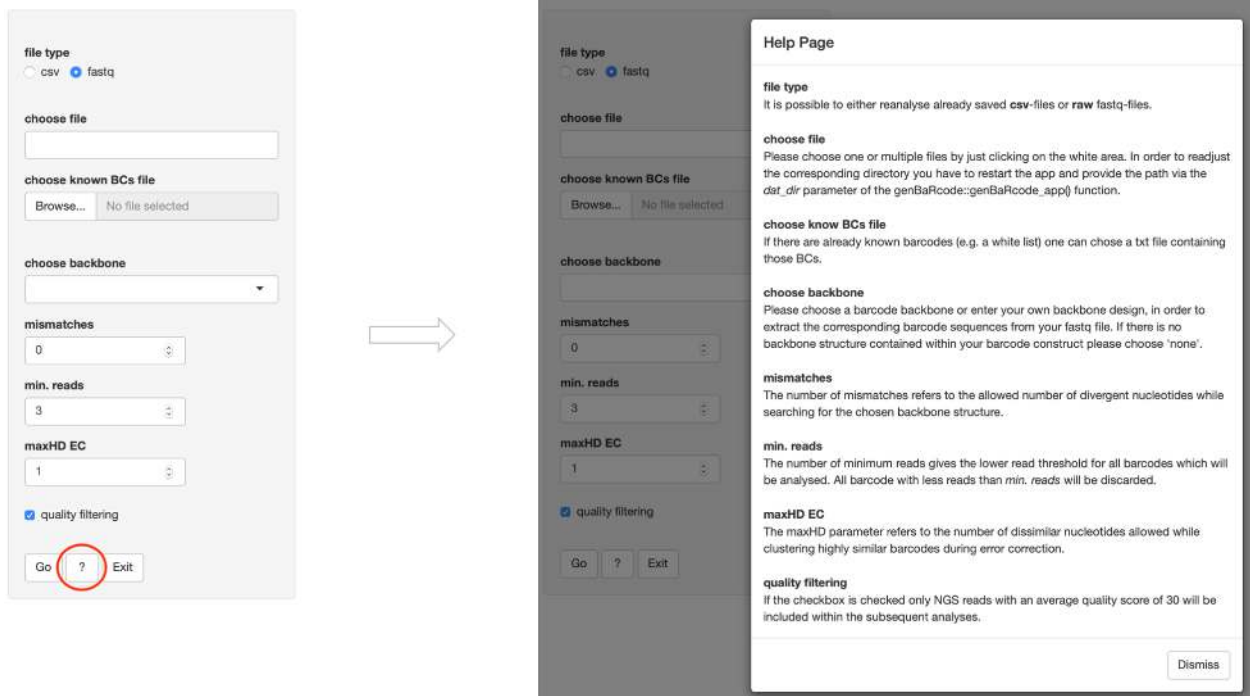 file type
csv fastq
choose file
choose known BCs file
Browse... No file selected
choose backbone
mismatches
0
min. reads
3
maxHD EC
1
quality filtering
Go ? Exit
file type
csv fastq
choose file
choose known BCs file
Browse... No file selected
choose backbone
mismatches
0
min. reads
3
maxHD EC
1
quality filtering
Go ? Exit
Help Page
file type
It is possible to either reanalyse already saved csv-files or raw fastq-files.
choose file
Please choose one or multiple files by just clicking on the white area. In order to readjust
the corresponding directory you have to restart the app and provide the path via the
dat_dir parameter of the genBaRcode::genBaRcode_app() function.
choose know BCs file
If there are already known barcodes (e.g. a white list) one can chose a txt file containing
those BCs.
choose backbone
Please choose a barcode backbone or enter your own backbone design, in order to
extract the corresponding barcode sequences from your fastq file. If there is no
backbone structure contained within your barcode construct please choose 'none'.
mismatches
The number of mismatches refers to the allowed number of divergent nucleotides while
searching for the chosen backbone structure.
min. reads
The number of minimum reads gives the lower read threshold for all barcodes which will
be analysed. All barcode with less reads than min. reads will be discarded.
maxHD EC
The maxHD parameter refers to the number of dissimilar nucleotides allowed while
clustering highly similar barcodes during error correction.
quality filtering
If the checkbox is checked only NGS reads with an average quality score of 30 will be
included within the subsequent analyses.
Dismiss